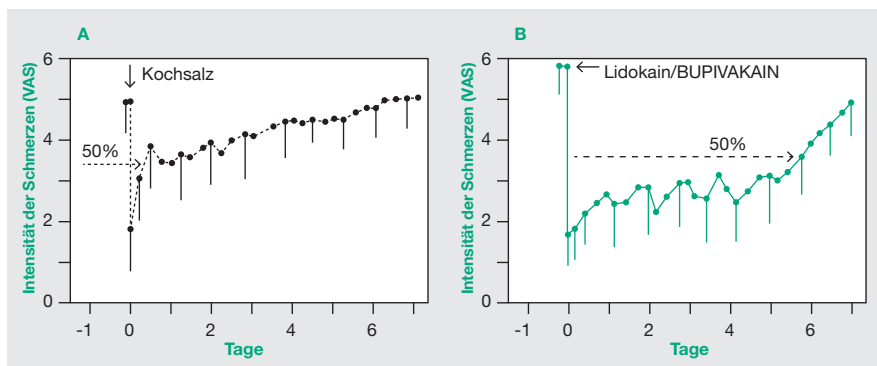 A
Intensität der Schmerzen (VAS)
6
4
2
0
Kochsalz
50%
-1 0 2 4 6
Tage
B
Intensität der Schmerzen (VAS)
6
4
2
0
Lidokain/BUPIVAKAIN
50%
-1 0 2 4 6
Tage